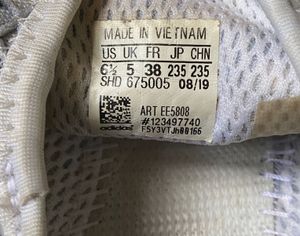 MADE IN VIETNAM
US UK FR JP CHN
6½ 5 38 235 235
SHD 675005 08/19
ART EE5808
#123497740
adidas F5Y3VTJh00166